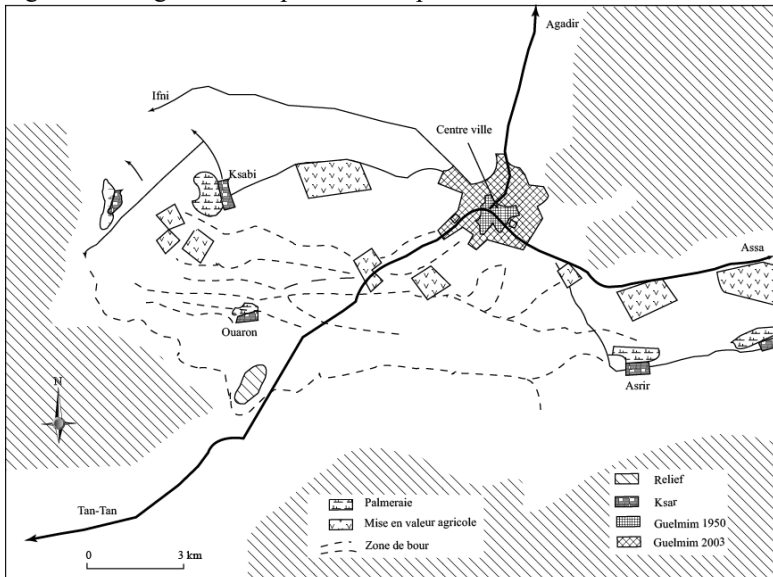 Agadir
Ifni
Centre ville
Ksabi
Assa
Ouaron
Asrir
N
Tan-Tan
0 3 km
Palmeraie
Mise en valeur agricole
Zone de bour
Relief
Ksar
Guelmim 1950
Guelmim 2003